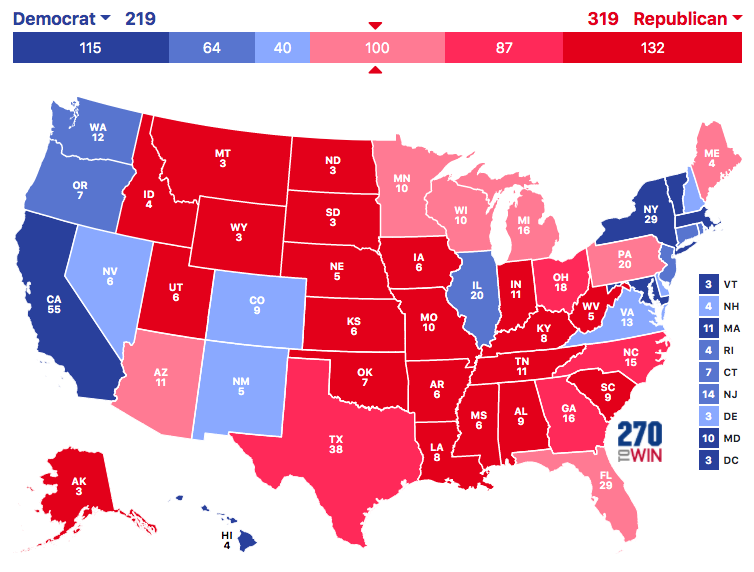 Democrat 219
319 Republican
115 64 40 100 87 132
WA
12
OR
7
CA
55
NV
6
ID
4
MT
3
WY
3
UT
6
CO
9
AZ
11
NM
5
ND
3
SD
3
NE
5
KS
6
OK
7
TX
38
MN
10
IA
6
MO
10
AR
6
LA
8
WI
10
IL
20
MI
16
IN
11
OH
18
KY
8
TN
11
MS
6
AL
9
GA
16
FL
29
SC
9
NC
15
VA
13
WV
5
PA
20
NY
29
ME
4
AK
3
HI
4
3 VT
4 NH
11 MA
4 RI
7 CT
14 NJ
3 DE
10 MD
3 DC
270
TO WIN